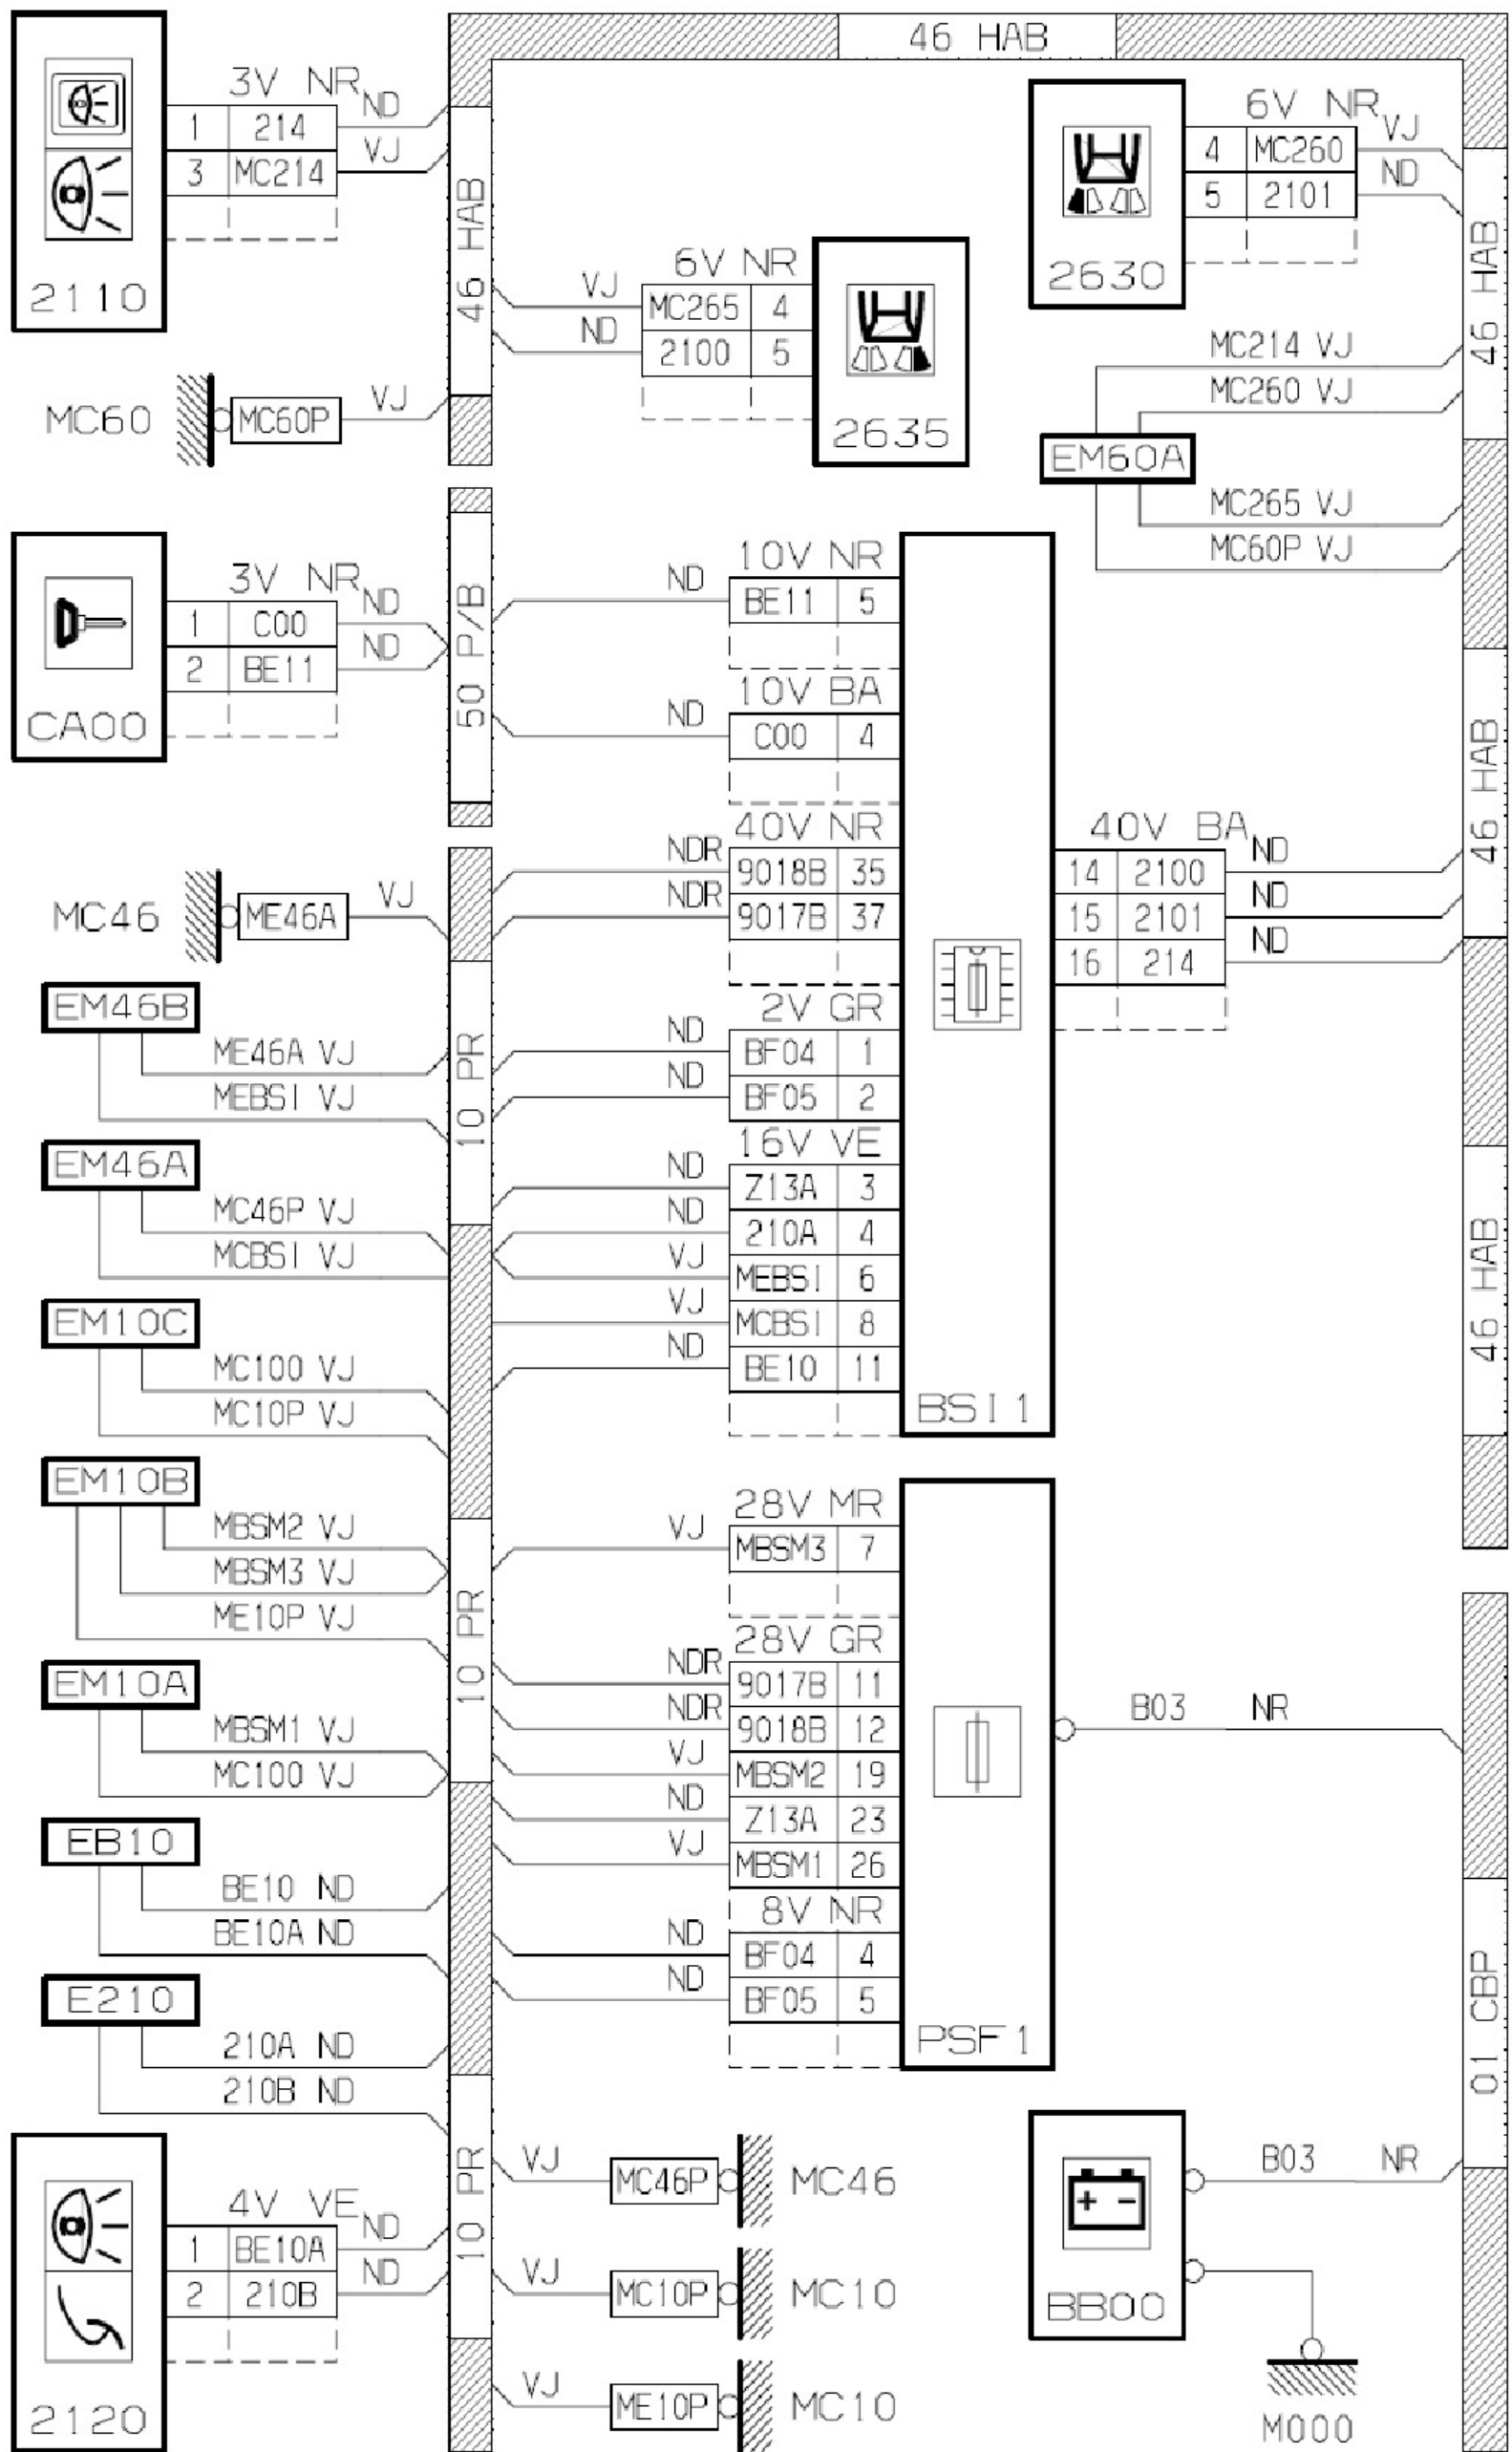 46 HAB
3V NR
1 214 ND
3 MC214 VJ
2110
46 HAB
MC60
MC60P VJ
6V NR
VJ MC265 4
ND 2100 5
2635
6V NR
4 MC260 VJ
5 2101 ND
2630
46 HAB
MC214 VJ
MC260 VJ
EM60A
MC265 VJ
MC60P VJ
3V NR
1 C00 ND
2 BE11 ND
CA00
50 P/B
10V NR
ND BE11 5
10V BA
ND C00 4
40V NR
NDR 9018B 35
NDR 9017B 37
2V GR
ND BF04 1
ND BF05 2
16V VE
ND Z13A 3
ND 210A 4
VJ MEBSI 6
VJ MCBSI 8
ND BE10 11
BSI1
40V BA
14 2100 ND
15 2101 ND
16 214 ND
46 HAB
46 HAB
MC46
ME46A VJ
EM46B
ME46A VJ
MEBSI VJ
10 PR
EM46A
MC46P VJ
MCBSI VJ
EM10C
MC100 VJ
MC10P VJ
EM10B
MBSM2 VJ
MBSM3 VJ
ME10P VJ
10 PR
EM10A
MBSM1 VJ
MC100 VJ
EB10
BE10 ND
BE10A ND
E210
210A ND
210B ND
4V VE
1 BE10A ND
2 210B ND
2120
10 PR
28V MR
VJ MBSM3 7
28V GR
NDR 9017B 11
NDR 9018B 12
VJ MBSM2 19
ND Z13A 23
VJ MBSM1 26
8V NR
ND BF04 4
ND BF05 5
PSF1
B03 NR
01 CBP
VJ MC46P MC46
VJ MC10P MC10
VJ ME10P MC10
B03 NR
+ -
BB00
M000